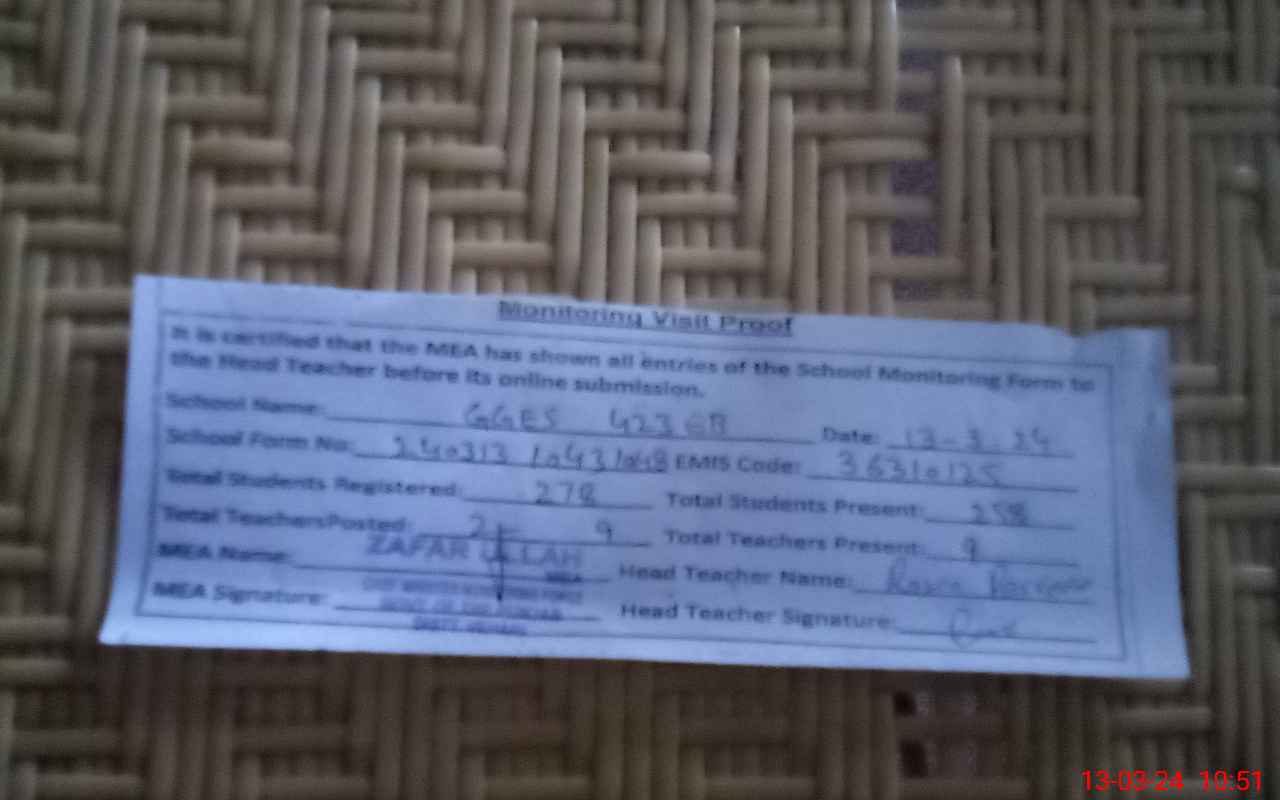 Monitoring Visit Proof
It is certified that the MEA has shown all entries of the School Monitoring Form to
the Head Teacher before its online submission.
School Name: GGES 423 EB Date: 13-3-24
School Form No: EMIS Code: 36310125
Total Students Registered: 278 Total Students Present: 258
Total TeachersPosted: 9 Total Teachers Present: 9
MEA Name: ZAFAR ULLAH Head Teacher Name:
MEA
MEA Signature: Head Teacher Signature:
13-03-24 10:51